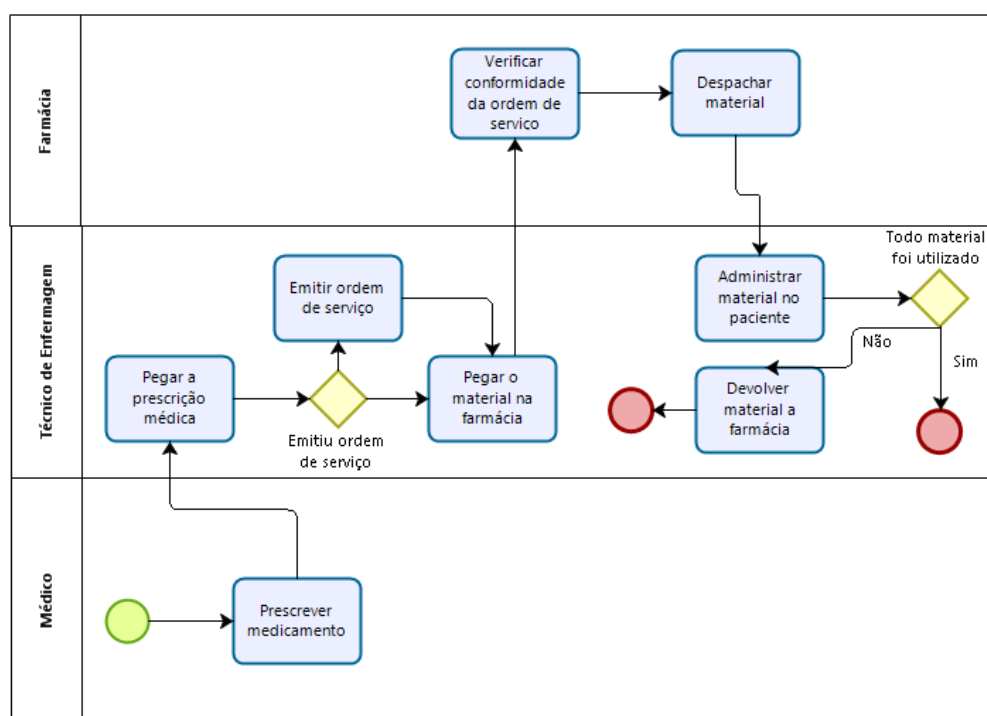 Farmácia
Verificar
conformidade
da ordem de
serviço
Despachar
material
Técnico de Enfermagem
Todo material
foi utilizado
Emitir ordem
de serviço
Administrar
material no
paciente
Não
Sim
Pegar a
prescrição
médica
Emitiu ordem
de serviço
Pegar o
material na
farmácia
Devolver
material a
farmácia
Médico
Prescrever
medicamento